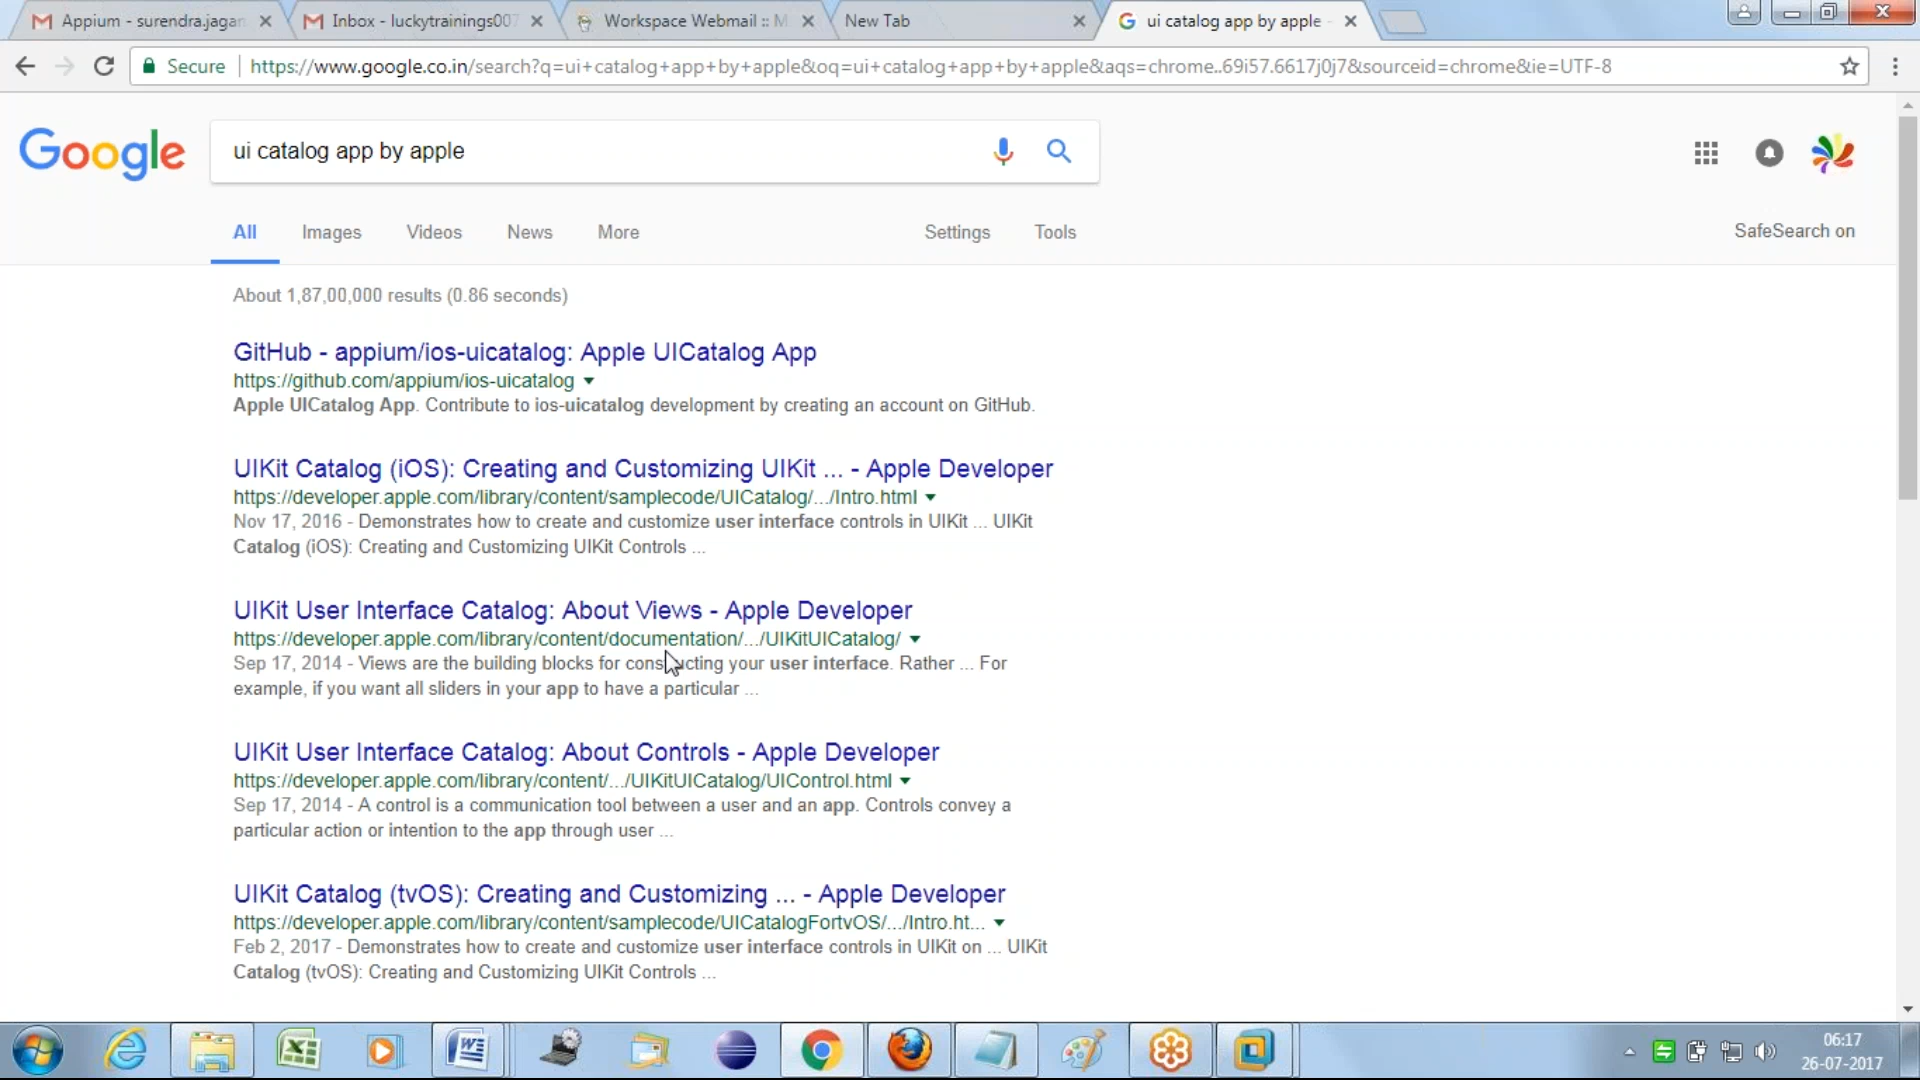 Appium - surendra.jagan
Inbox - luckytrainings007
Workspace Webmail :: M
New Tab
ui catalog app by apple -
Secure
https://www.google.co.in/search?q=ui+catalog+app+by+apple&oq=ui+catalog+app+by+apple&aqs=chrome..69i57.6617j0j7&sourceid=chrome&ie=UTF-8
Google
ui catalog app by apple
All Images Videos News More Settings Tools
SafeSearch on
About 1,87,00,000 results (0.86 seconds)
GitHub - appium/ios-uicatalog: Apple UICatalog App
https://github.com/appium/ios-uicatalog
Apple UICatalog App. Contribute to ios-uicatalog development by creating an account on GitHub.
UIKit Catalog (iOS): Creating and Customizing UIKit ... - Apple Developer
https://developer.apple.com/library/content/samplecode/UICatalog/.../Intro.html
Nov 17, 2016 - Demonstrates how to create and customize user interface controls in UIKit ... UIKit
Catalog (iOS): Creating and Customizing UIKit Controls ...
UIKit User Interface Catalog: About Views - Apple Developer
https://developer.apple.com/library/content/documentation/.../UIKitUICatalog/
Sep 17, 2014 - Views are the building blocks for constructing your user interface. Rather ... For
example, if you want all sliders in your app to have a particular ...
UIKit User Interface Catalog: About Controls - Apple Developer
https://developer.apple.com/library/content/.../UIKitUICatalog/UIControl.html
Sep 17, 2014 - A control is a communication tool between a user and an app. Controls convey a
particular action or intention to the app through user ...
UIKit Catalog (tvOS): Creating and Customizing ... - Apple Developer
https://developer.apple.com/library/content/samplecode/UICatalogFortvOS/.../Intro.ht...
Feb 2, 2017 - Demonstrates how to create and customize user interface controls in UIKit on ... UIKit
Catalog (tvOS): Creating and Customizing UIKit Controls ...
06:17
26-07-2017